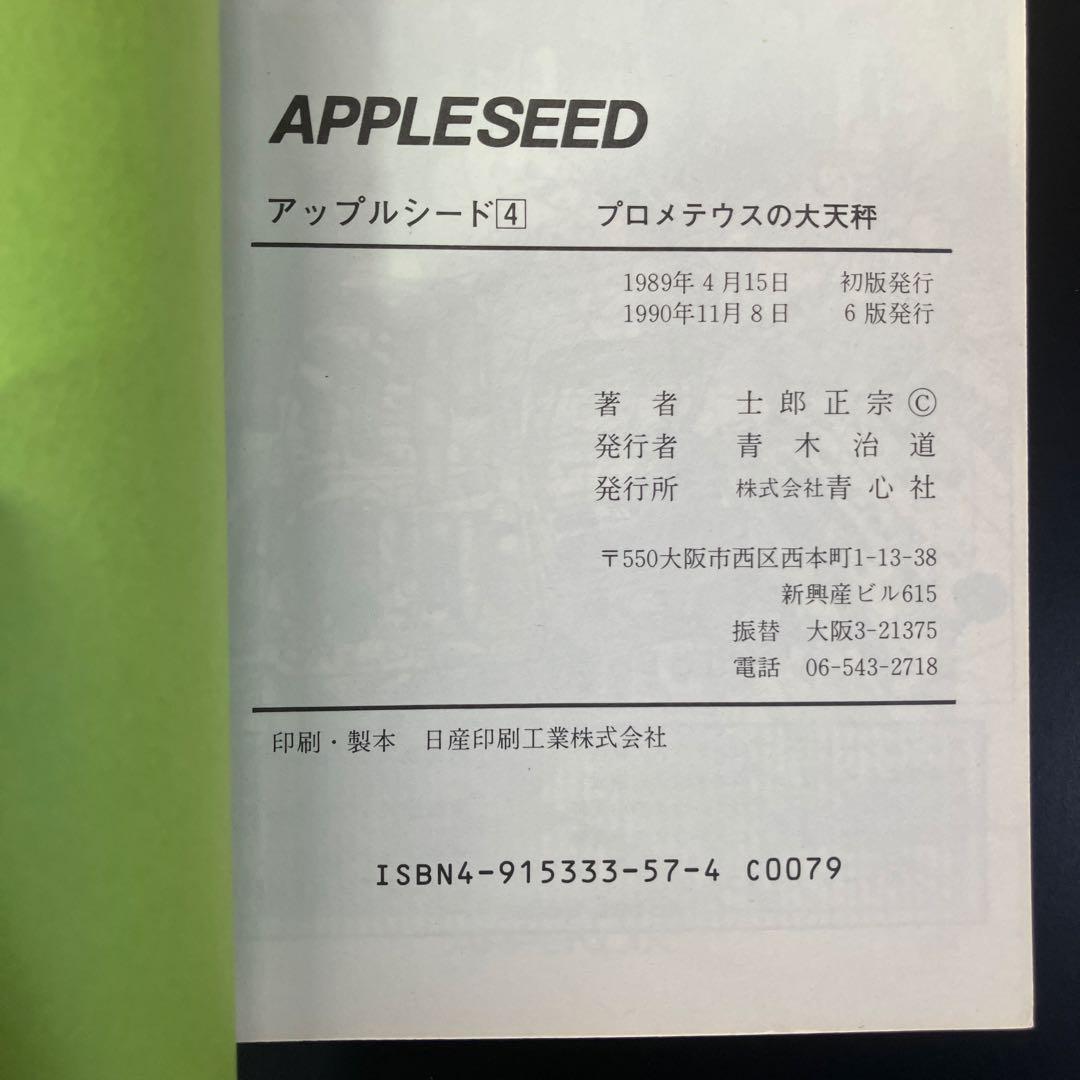 APPLESEED
アップルシード4 プロメテウスの大天秤
1989年4月15日 初版発行
1990年11月8日 6版発行
著者 士郎正宗©
発行者 青木治道
発行所 株式会社青心社
〒550大阪市西区西本町1-13-38
新興産ビル615
振替 大阪3-21375
電話 06-543-2718
印刷・製本 日産印刷工業株式会社
ISBN4-915333-57-4 C0079